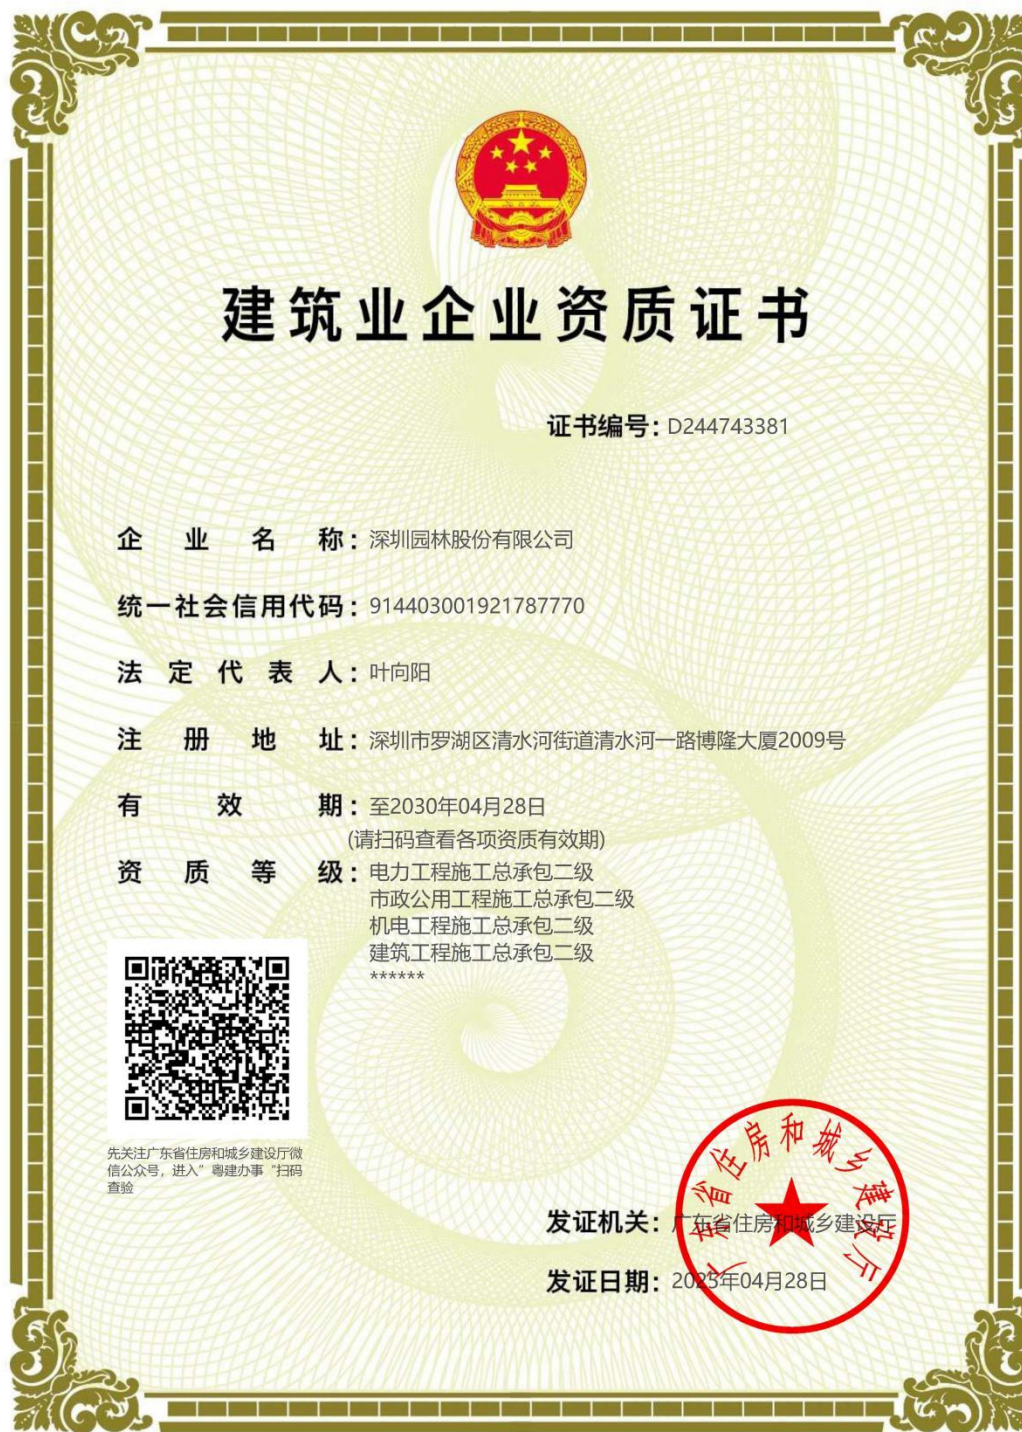 建筑业企业资质证书
证书编号: D244743381
企业名称: 深圳园林股份有限公司
统一社会信用代码: 914403001921787770
法定代表人: 叶向阳
注册地址: 深圳市罗湖区清水河街道清水河一路博隆大厦2009号
有效期: 至2030年04月28日
(请扫码查看各项资质有效期)
资质等级: 电力工程施工总承包二级
市政公用工程施工总承包二级
机电工程施工总承包二级
建筑工程施工总承包二级
******
先关注广东省住房和城乡建设厅微
信公众号，进入”粤建办事“扫码
查验
广东省住房和城乡建设厅
发证机关: 广东省住房和城乡建设厅
发证日期: 2025年04月28日